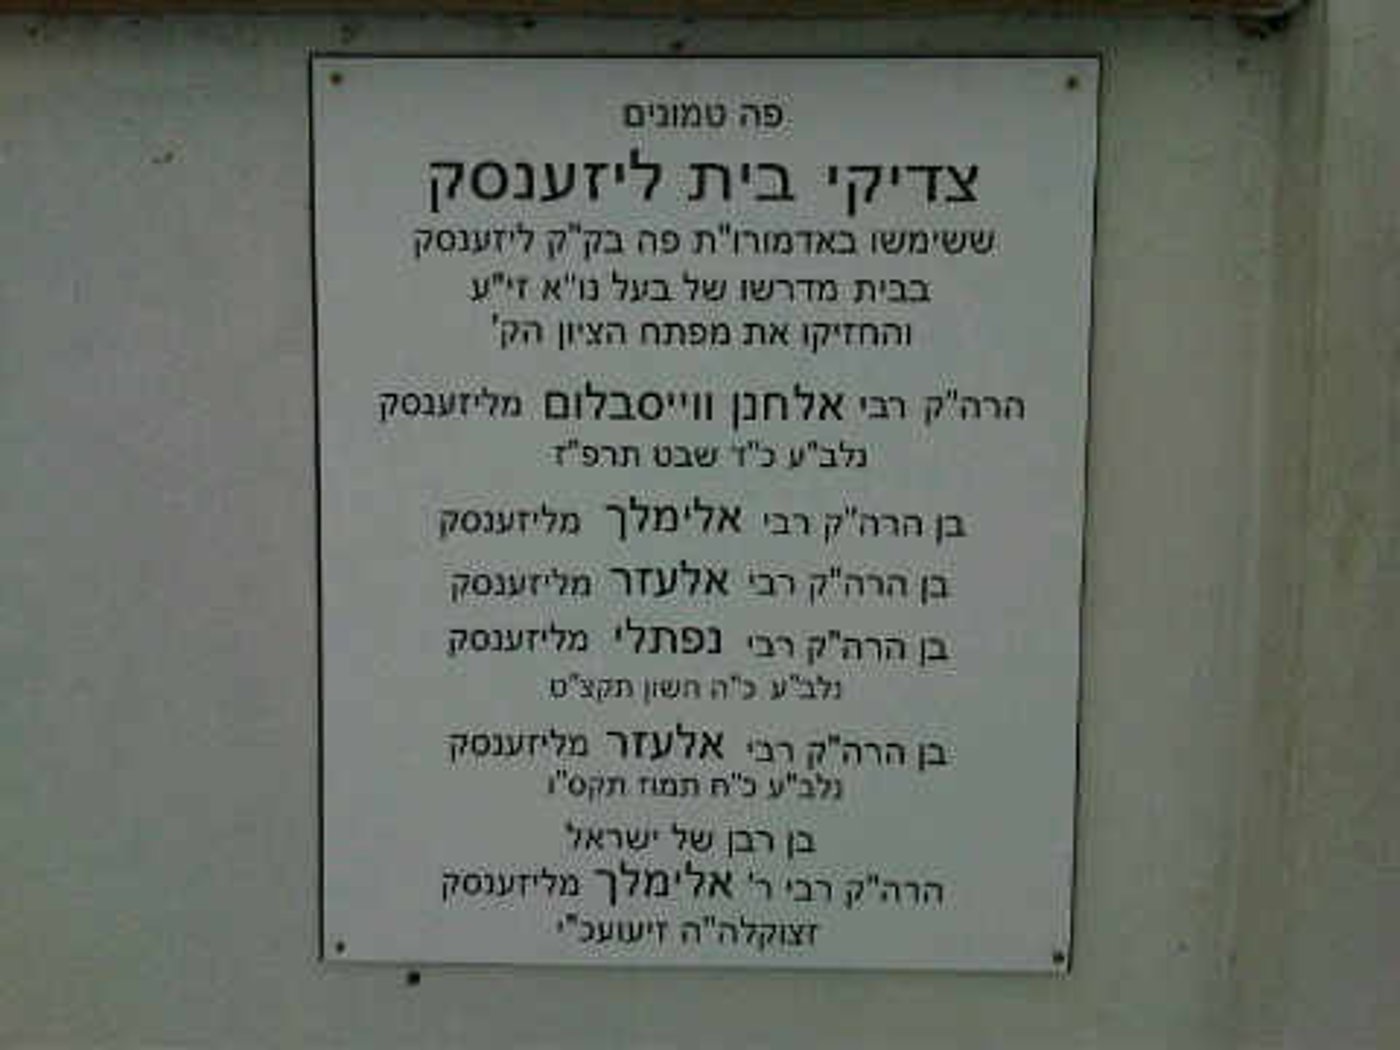 פה טמונים
צדיקי בית ליזענסק
ששימשו באדמורו"ת פה בק"ק ליזענסק
בבית מדרשו של בעל נו"א זי"ע
והחזיקו את מפתח הציון הק'
הרה"ק רבי אלחנן ווייסבלום מליזענסק
נלב"ע כ"ד שבט תרפ"ז
בן הרה"ק רבי אלימלך מליזענסק
בן הרה"ק רבי אלעזר מליזענסק
בן הרה"ק רבי נפתלי מליזענסק
נלב"ע כ"ה חשון תקצ"ט
בן הרה"ק רבי אלעזר מליזענסק
נלב"ע כ"ח תמוז תקס"ו
בן רבן של ישראל
הרה"ק רבי ר' אלימלך מליזענסק
זצוקלה"ה זיעועכ"י